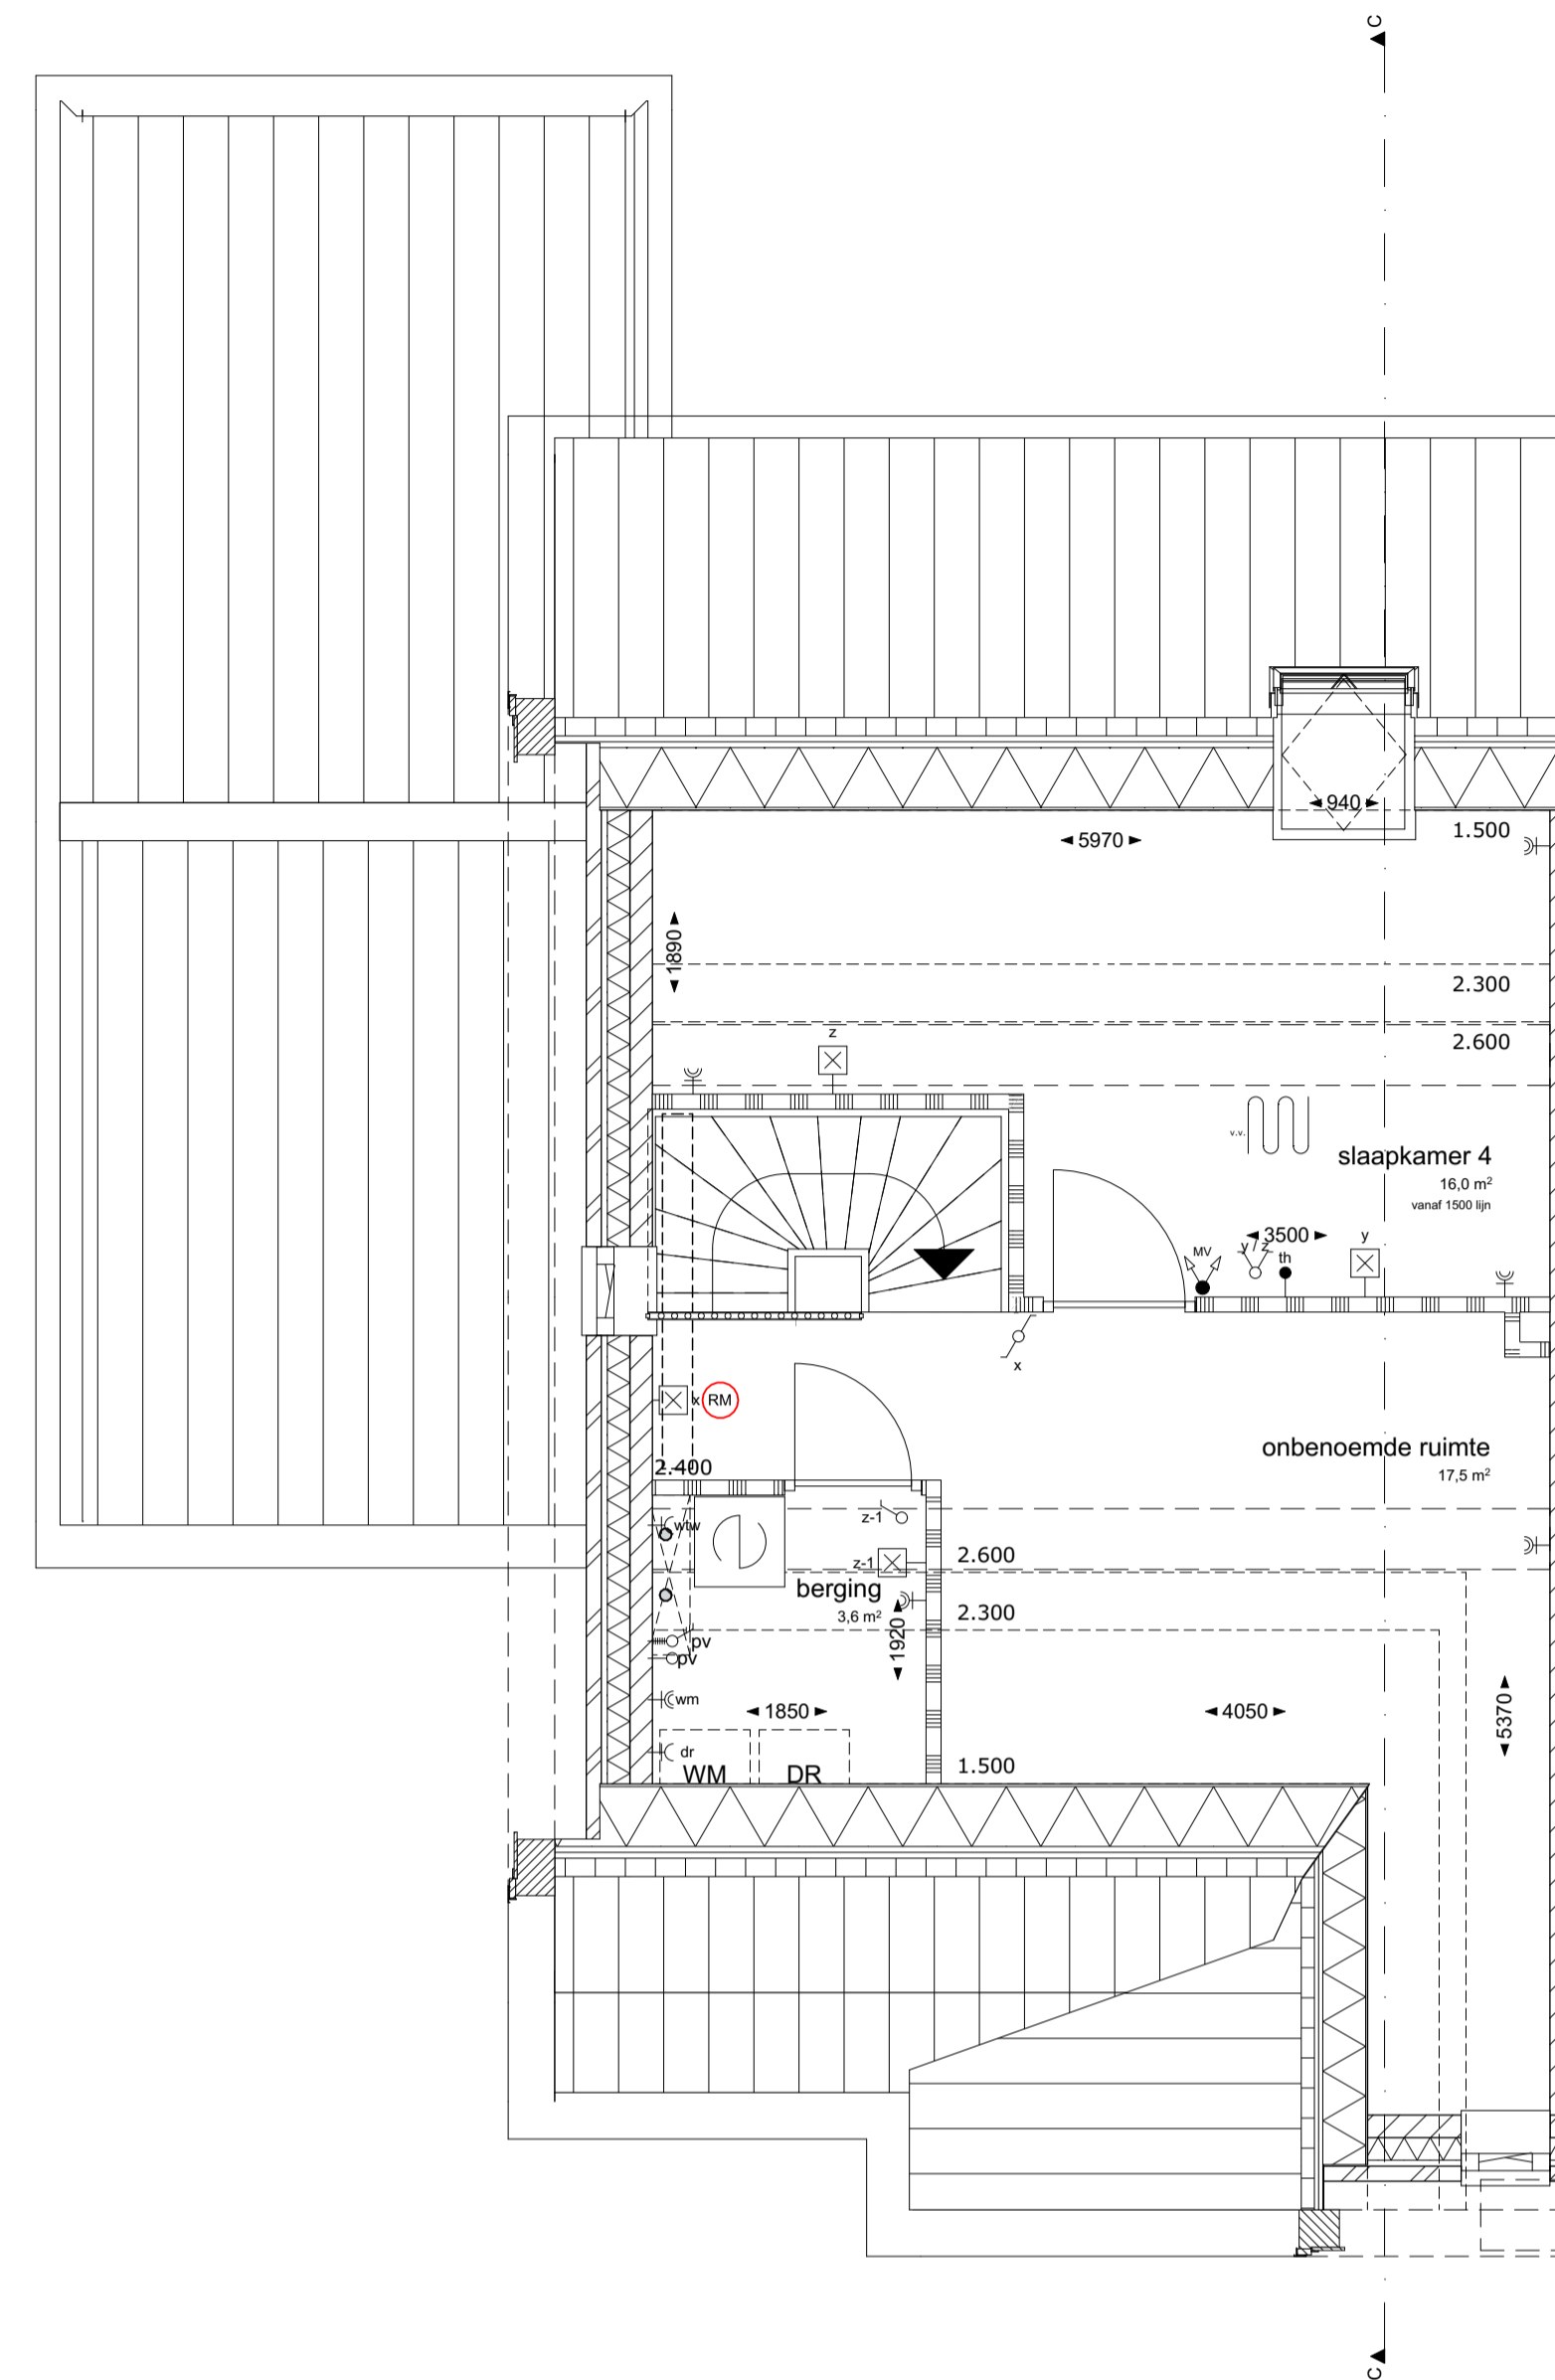 C
940
1.500
5970
1890
2.300
2.600
z
v.v.
slaapkamer 4
16,0 m²
vanaf 1500 lijn
3500
y
MV
y / z
th
x
x
RM
onbenoemde ruimte
17,5 m²
2.400
wtw
z-1
z-1
2.600
berging
3,6 m²
1920
2.300
pv
pv
wm
1850
4050
5370
dr
WM
DR
1.500
C